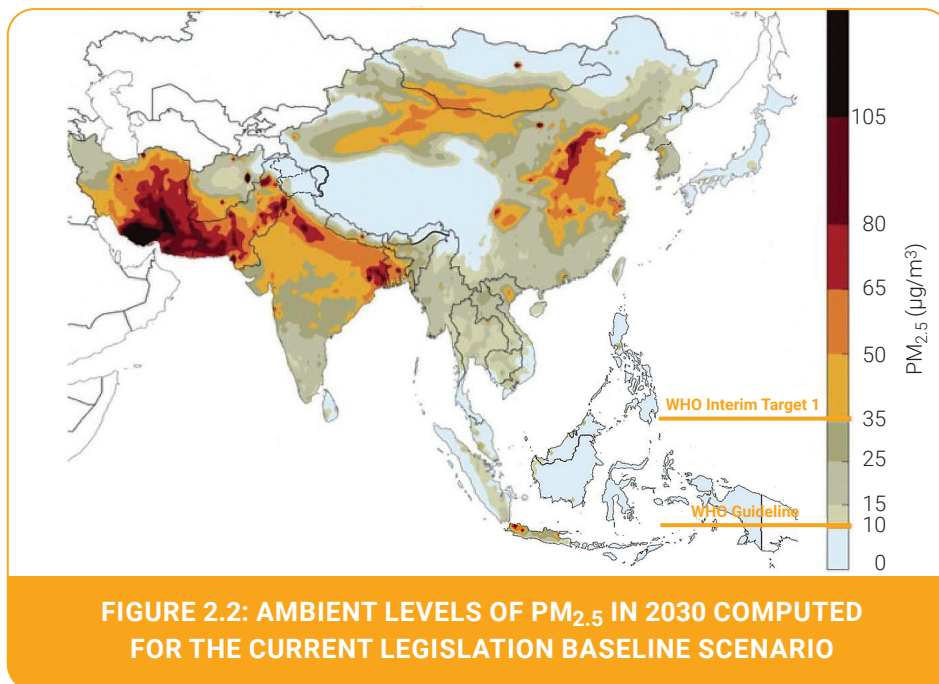 105
80
65
50
35
25
15
10
0
PM2.5 (µg/m³)
WHO Interim Target 1
WHO Guideline
FIGURE 2.2: AMBIENT LEVELS OF PM2.5 IN 2030 COMPUTED
FOR THE CURRENT LEGISLATION BASELINE SCENARIO